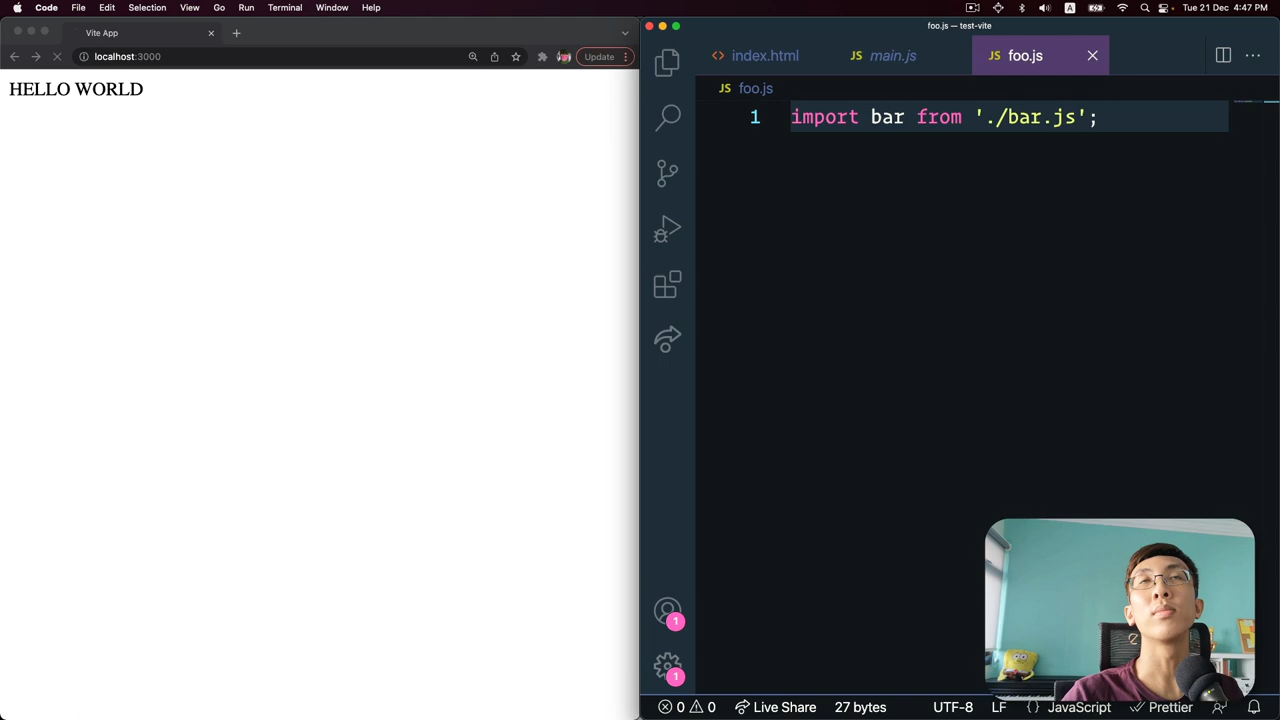 Code File Edit Selection View Go Run Terminal Window Help
A Tue 21 Dec 4:47 PM
Vite App
localhost:3000
Update
HELLO WORLD
foo.js — test-vite
index.html JS main.js JS foo.js
JS foo.js
1 import bar from './bar.js';
1
1
0 0 Live Share 27 bytes UTF-8 LF {} JavaScript Prettier